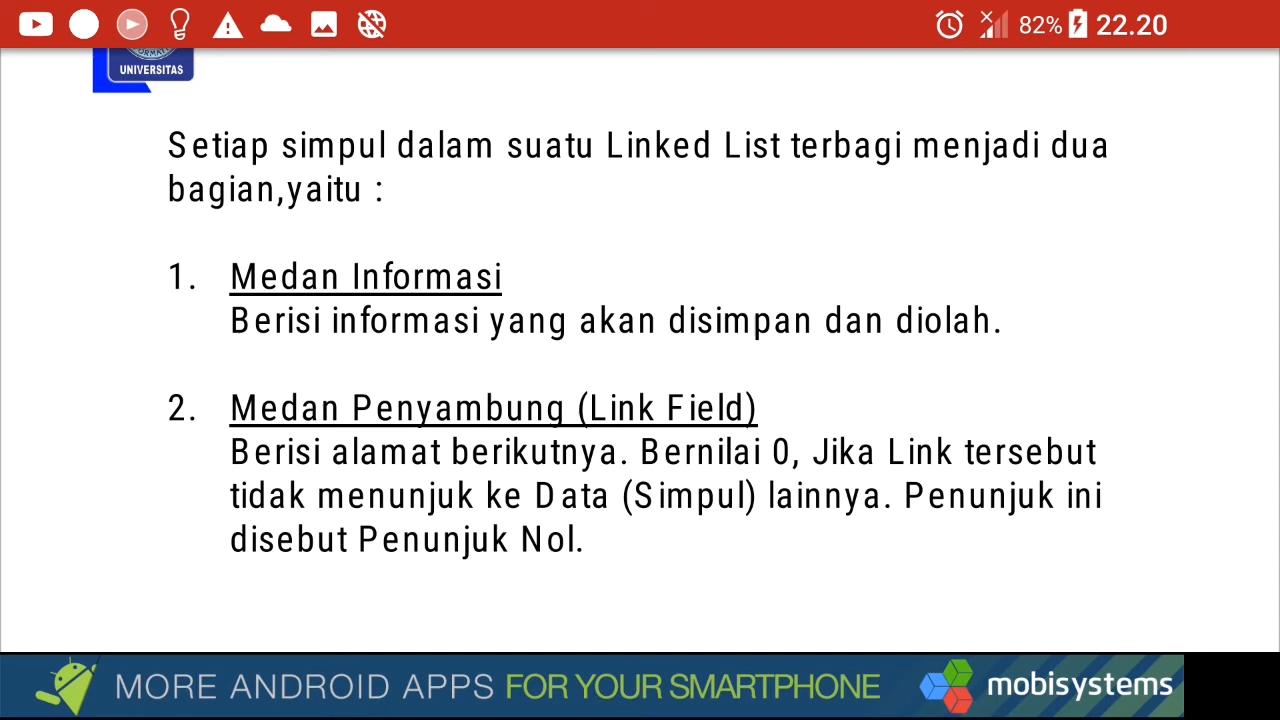 82% 22.20
ORMAT
UNIVERSITAS
Setiap simpul dalam suatu Linked List terbagi menjadi dua
bagian,yaitu :
1. Medan Informasi
Berisi informasi yang akan disimpan dan diolah.
2. Medan Penyambung (Link Field)
Berisi alamat berikutnya. Bernilai 0, Jika Link tersebut
tidak menunjuk ke Data (Simpul) lainnya. Penunjuk ini
disebut Penunjuk Nol.
MORE ANDROID APPS FOR YOUR SMARTPHONE mobisystems